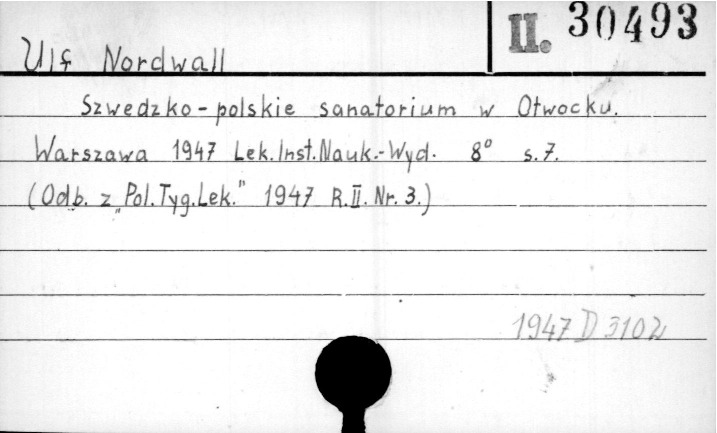 II. 30493
Ulf Nordwall
Szwedzko-polskie sanatorium w Otwocku.
Warszawa 1947 Lek.Inst.Nauk.-Wyd. 8° s.7.
(Odb. z „Pol.Tyg.Lek." 1947 R.II. Nr. 3.)
1947 D 3102